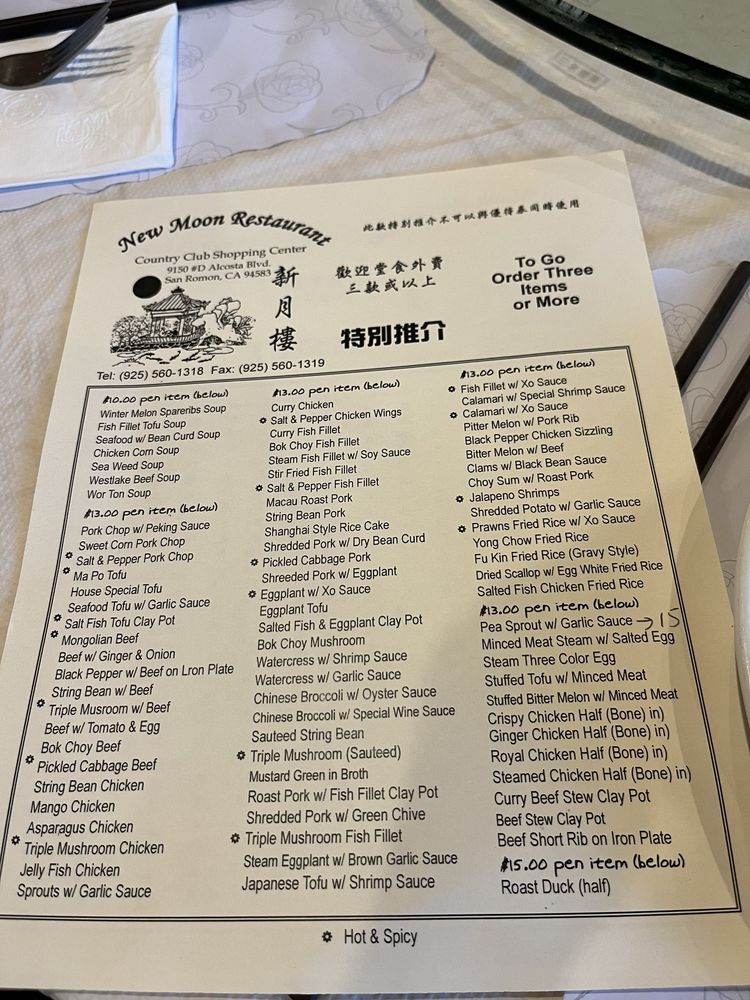 New Moon Restaurant
Country Club Shopping Center
9150 #D Alcosta Blvd.
San Romon, CA 94583
新月樓
Tel: (925) 560-1318 Fax: (925) 560-1319
此款特別推介不可以與優待券同時使用
歡迎堂食外賣
三款或以上
特別推介
To Go
Order Three
Items
or More
$10.00 pen item (below)
Winter Melon Spareribs Soup
Fish Fillet Tofu Soup
Seafood w/ Bean Curd Soup
Chicken Corn Soup
Sea Weed Soup
Westlake Beef Soup
Wor Ton Soup
$13.00 pen item (below)
Pork Chop w/ Peking Sauce
Sweet Corn Pork Chop
Salt & Pepper Pork Chop
Ma Po Tofu
House Special Tofu
Seafood Tofu w/ Garlic Sauce
Salt Fish Tofu Clay Pot
Mongolian Beef
Beef w/ Ginger & Onion
Black Pepper w/ Beef on Lron Plate
String Bean w/ Beef
Triple Musroom w/ Beef
Beef w/ Tomato & Egg
Bok Choy Beef
Pickled Cabbage Beef
String Bean Chicken
Mango Chicken
Asparagus Chicken
Triple Mushroom Chicken
Jelly Fish Chicken
Sprouts w/ Garlic Sauce
$13.00 pen item (below)
Curry Chicken
Salt & Pepper Chicken Wings
Curry Fish Fillet
Bok Choy Fish Fillet
Steam Fish Fillet w/ Soy Sauce
Stir Fried Fish Fillet
Salt & Pepper Fish Fillet
Macau Roast Pork
String Bean Pork
Shanghai Style Rice Cake
Shredded Pork w/ Dry Bean Curd
Pickled Cabbage Pork
Shreeded Pork w/ Eggplant
Eggplant w/ Xo Sauce
Eggplant Tofu
Salted Fish & Eggplant Clay Pot
Bok Choy Mushroom
Watercress w/ Shrimp Sauce
Watercress w/ Garlic Sauce
Chinese Broccoli w/ Oyster Sauce
Chinese Broccoli w/ Special Wine Sauce
Sauteed String Bean
Triple Mushroom (Sauteed)
Mustard Green in Broth
Roast Pork w/ Fish Fillet Clay Pot
Shredded Pork w/ Green Chive
Triple Mushroom Fish Fillet
Steam Eggplant w/ Brown Garlic Sauce
Japanese Tofu w/ Shrimp Sauce
$13.00 pen item (below)
Fish Fillet w/ Xo Sauce
Calamari w/ Special Shrimp Sauce
Calamari w/ Xo Sauce
Pitter Melon w/ Pork Rib
Black Pepper Chicken Sizzling
Bitter Melon w/ Beef
Clams w/ Black Bean Sauce
Choy Sum w/ Roast Pork
Jalapeno Shrimps
Shredded Potato w/ Garlic Sauce
Prawns Fried Rice w/ Xo Sauce
Yong Chow Fried Rice
Fu Kin Fried Rice (Gravy Style)
Dried Scallop w/ Egg White Fried Rice
Salted Fish Chicken Fried Rice
$13.00 pen item (below)
Pea Sprout w/ Garlic Sauce → 15
Minced Meat Steam w/ Salted Egg
Steam Three Color Egg
Stuffed Tofu w/ Minced Meat
Stuffed Bitter Melon w/ Minced Meat
Crispy Chicken Half (Bone) in)
Ginger Chicken Half (Bone) in)
Royal Chicken Half (Bone) in)
Steamed Chicken Half (Bone) in)
Curry Beef Stew Clay Pot
Beef Stew Clay Pot
Beef Short Rib on Iron Plate
$15.00 pen item (below)
Roast Duck (half)
Hot & Spicy